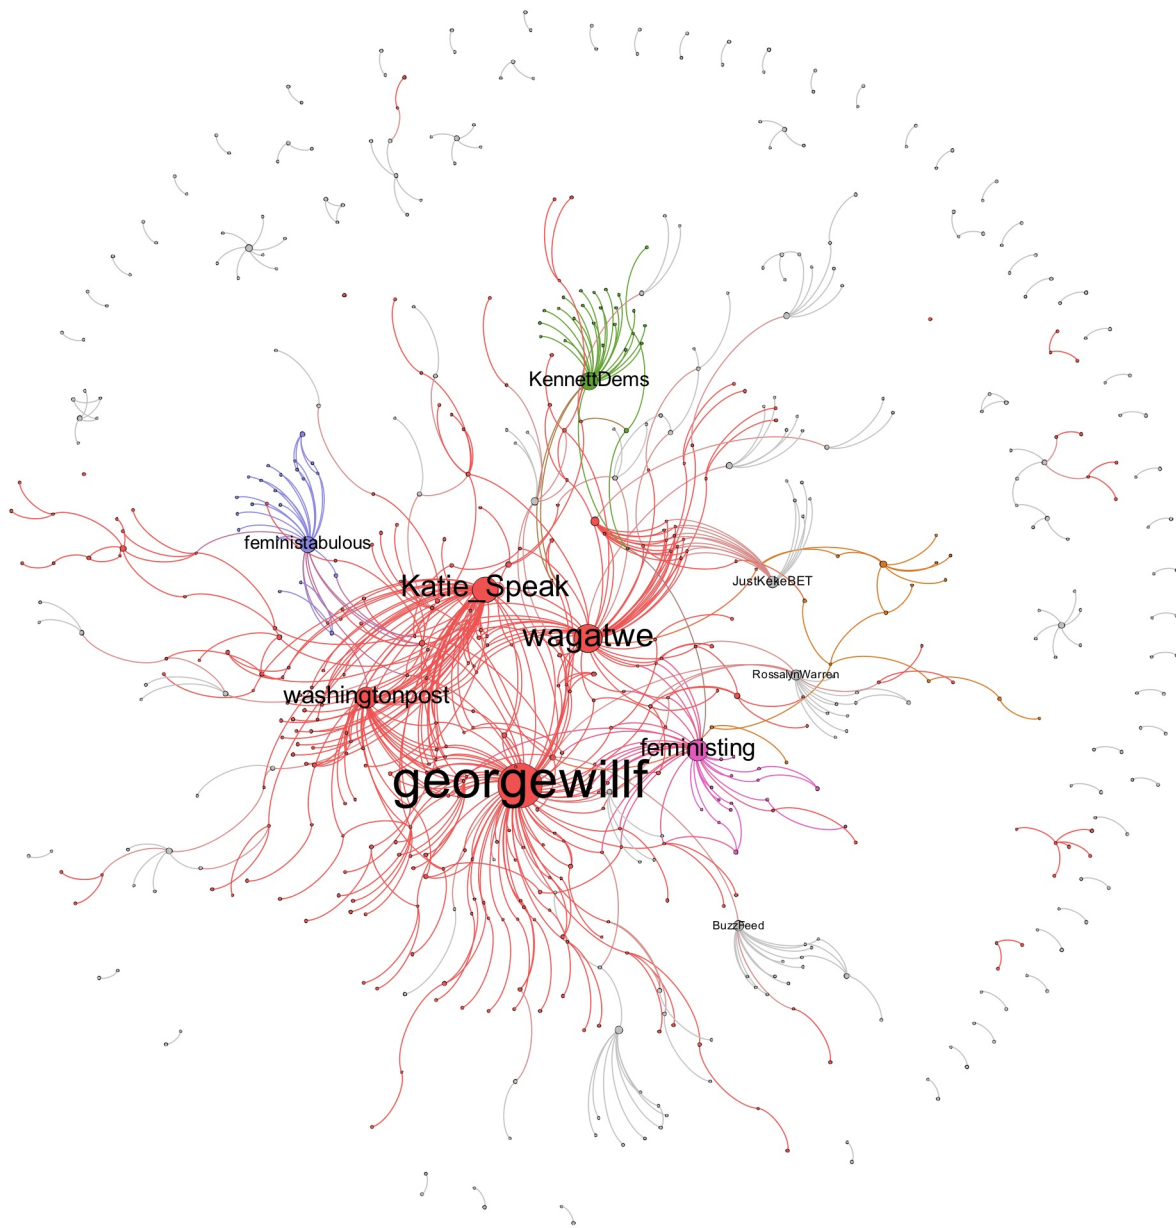 KennettDems
feministabulous
JustKekeBET
Katie_Speak
wagatwe
RossalynWarren
washingtonpost
feministing
georgewillf
BuzzFeed